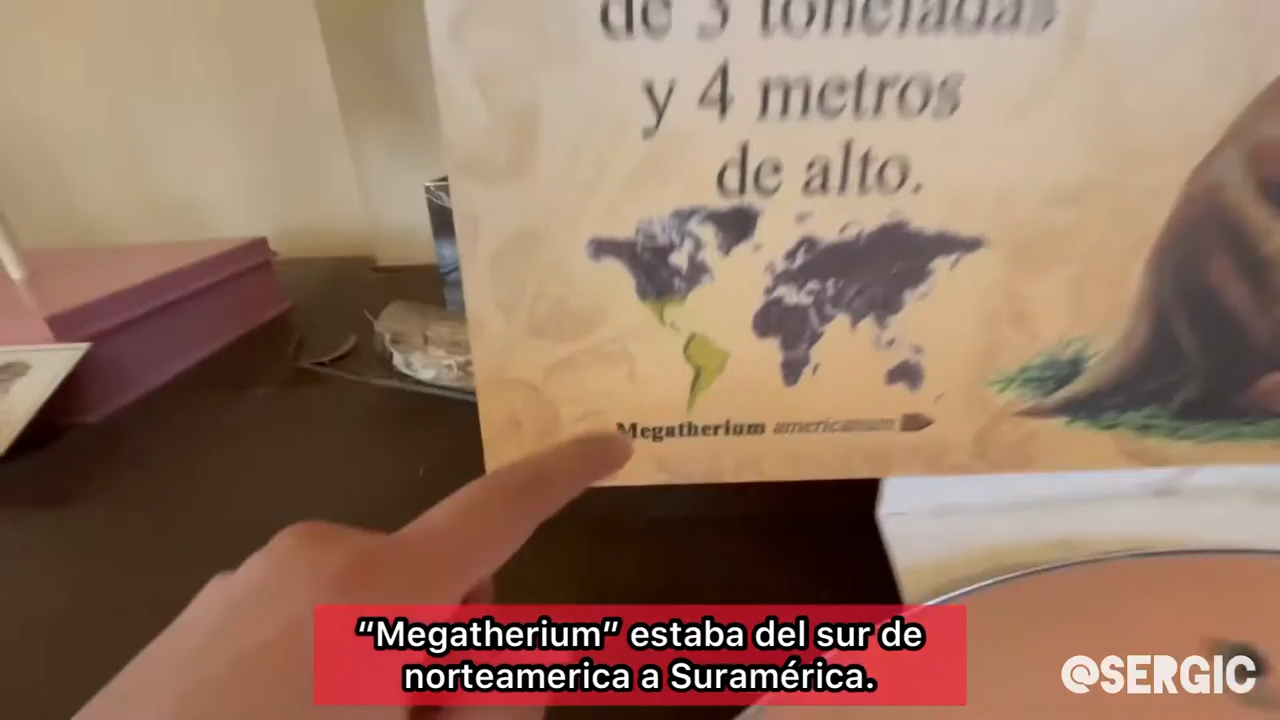 de 3 toneladas
y 4 metros
de alto.
Megatherium americanum
“Megatherium” estaba del sur de
norteamerica a Suramérica.
@SERGIC